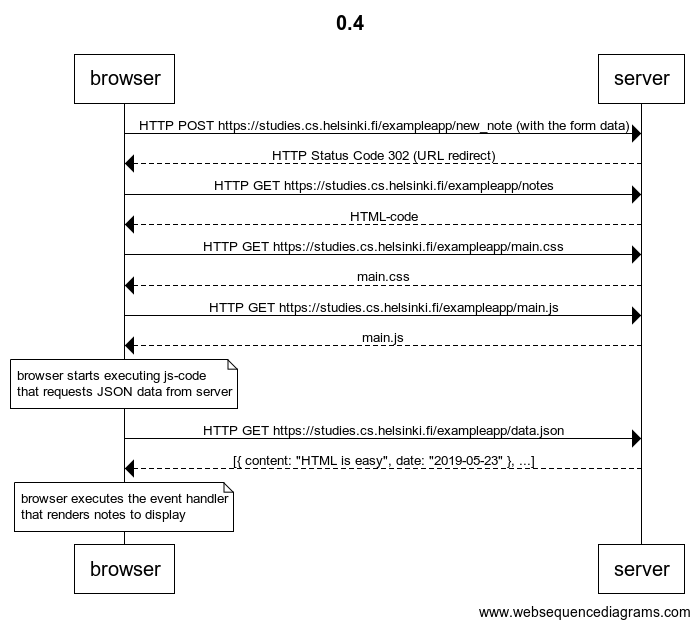 0.4
browser server
HTTP POST https://studies.cs.helsinki.fi/exampleapp/new_note (with the form data)
HTTP Status Code 302 (URL redirect)
HTTP GET https://studies.cs.helsinki.fi/exampleapp/notes
HTML-code
HTTP GET https://studies.cs.helsinki.fi/exampleapp/main.css
main.css
HTTP GET https://studies.cs.helsinki.fi/exampleapp/main.js
main.js
browser starts executing js-code
that requests JSON data from server
HTTP GET https://studies.cs.helsinki.fi/exampleapp/data.json
[{ content: "HTML is easy", date: "2019-05-23" }, ...]
browser executes the event handler
that renders notes to display
browser server
www.websequencediagrams.com